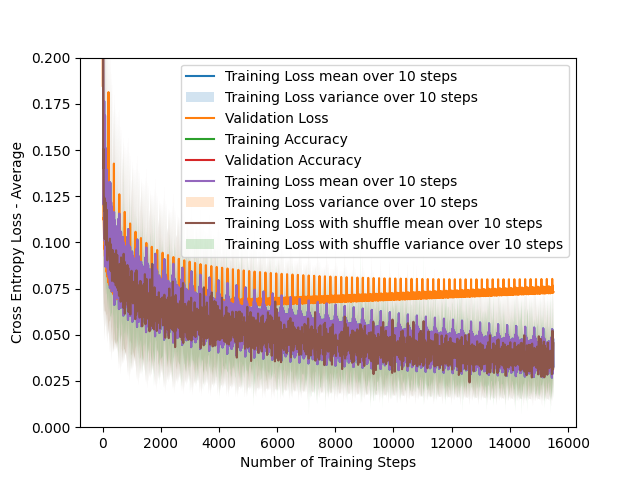 0.200
0.175
0.150
0.125
0.100
0.075
0.050
0.025
0.000
Cross Entropy Loss - Average
Training Loss mean over 10 steps
Training Loss variance over 10 steps
Validation Loss
Training Accuracy
Validation Accuracy
Training Loss mean over 10 steps
Training Loss variance over 10 steps
Training Loss with shuffle mean over 10 steps
Training Loss with shuffle variance over 10 steps
0 2000 4000 6000 8000 10000 12000 14000 16000
Number of Training Steps